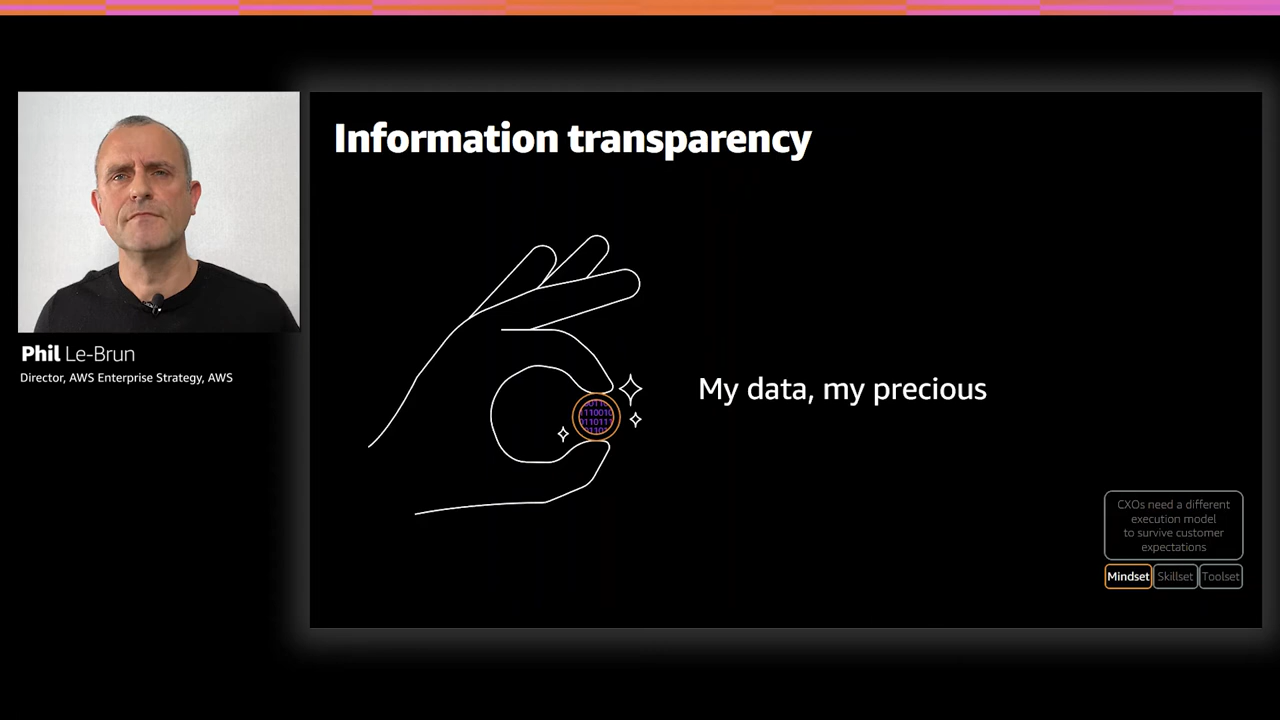 Information transparency
Phil Le-Brun
Director, AWS Enterprise Strategy, AWS
My data, my precious
CXOs need a different
execution model
to survive customer
expectations
Mindset
Skillset
Toolset